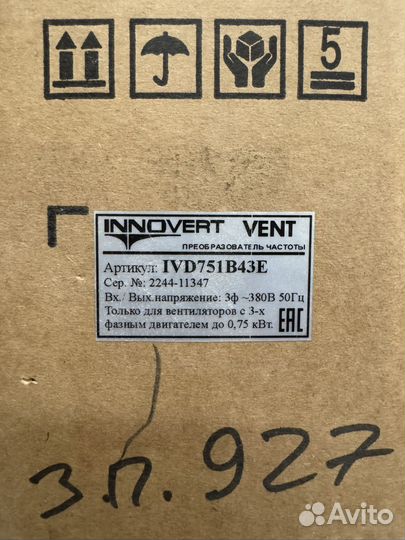 5
INNOVERT VENT
ПРЕОБРАЗОВАТЕЛЬ ЧАСТОТЫ
Артикул: IVD751B43E
Сер. №: 2244-11347
Вх./ Вых.напряжение: 3ф ~380В 50Гц
Только для вентиляторов с 3-х
фазным двигателем до 0,75 кВт.
EAC
З.П. 927
Avito